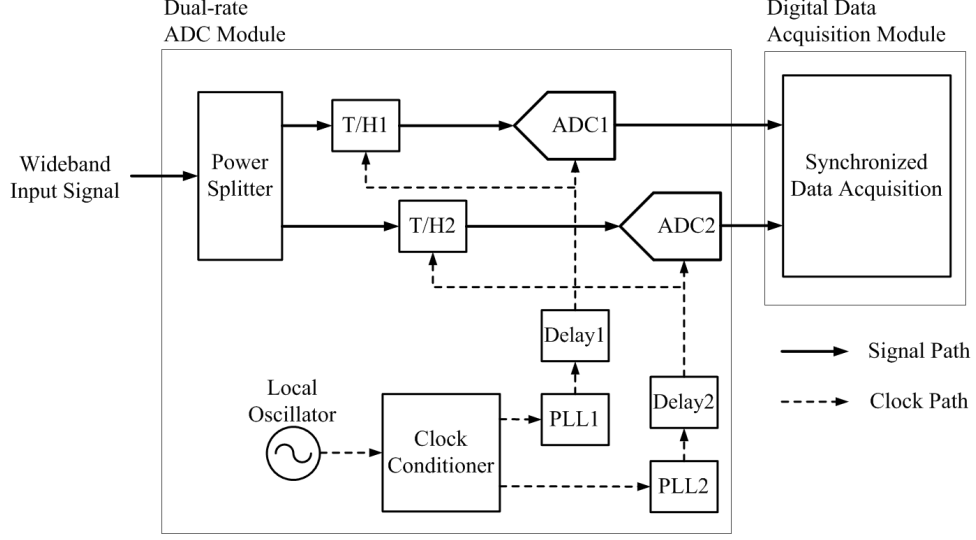 Dual-rate
ADC Module
Digital Data
Acquisition Module
T/H1
ADC1
Wideband
Input Signal
Power
Splitter
Synchronized
Data Acquisition
T/H2
ADC2
Delay1
Signal Path
Local
Oscillator
Delay2
Clock Path
PLL1
Clock
Conditioner
PLL2